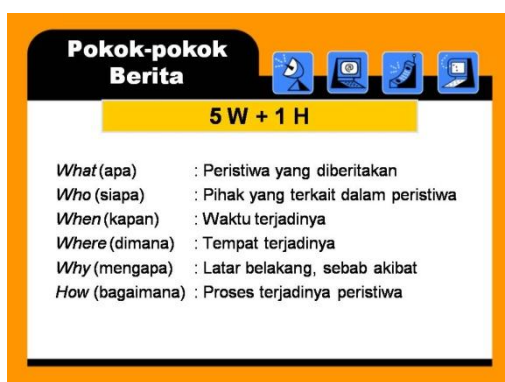 Pokok-pokok
Berita
5 W + 1 H
What (apa) : Peristiwa yang diberitakan
Who (siapa) : Pihak yang terkait dalam peristiwa
When (kapan) : Waktu terjadinya
Where (dimana) : Tempat terjadinya
Why (mengapa) : Latar belakang, sebab akibat
How (bagaimana) : Proses terjadinya peristiwa